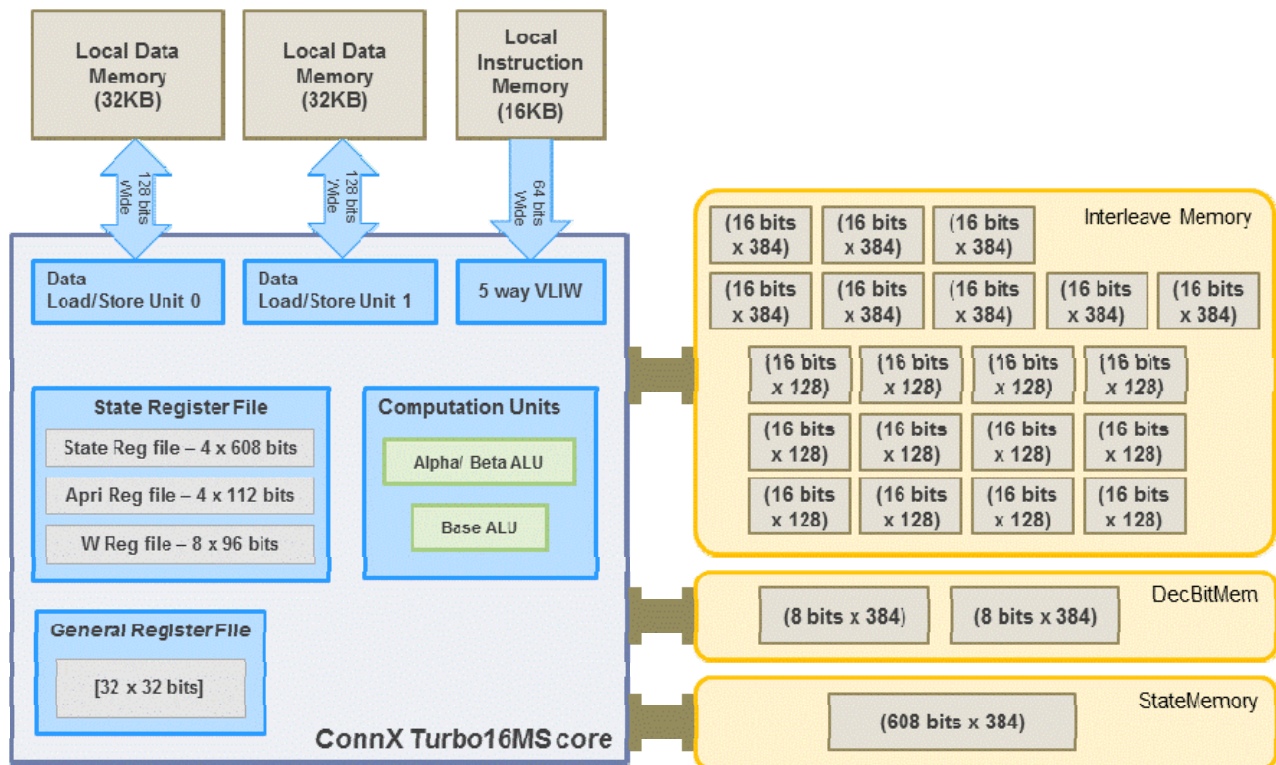 Local Data
Memory
(32KB)
Local Data
Memory
(32KB)
Local
Instruction
Memory
(16KB)
128 bits
Wide
128 bits
Wide
64 bits
Wide
Data
Load/Store Unit 0
Data
Load/Store Unit 1
5 way VLIW
State Register File
State Reg file – 4 x 608 bits
Apri Reg file – 4 x 112 bits
W Reg file – 8 x 96 bits
Computation Units
Alpha/ Beta ALU
Base ALU
General Register File
[32 x 32 bits]
ConnX Turbo16MS core
Interleave Memory
(16 bits
x 384)
(16 bits
x 384)
(16 bits
x 384)
(16 bits
x 384)
(16 bits
x 384)
(16 bits
x 384)
(16 bits
x 384)
(16 bits
x 384)
(16 bits
x 128)
(16 bits
x 128)
(16 bits
x 128)
(16 bits
x 128)
(16 bits
x 128)
(16 bits
x 128)
(16 bits
x 128)
(16 bits
x 128)
(16 bits
x 128)
(16 bits
x 128)
(16 bits
x 128)
(16 bits
x 128)
DecBitMem
(8 bits x 384)
(8 bits x 384)
StateMemory
(608 bits x 384)